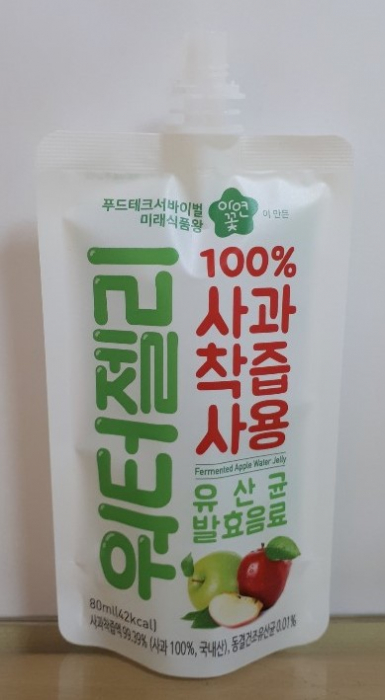 푸드테크서바이벌
미래식품왕
아연
꽃
이 만든
워터젤리
100%
사과
착즙
사용
Fermented Apple Water Jelly
유산균
발효음료
80ml(42kcal)
사과착즙액 99.39% (사과 100%, 국내산), 동결건조유산균 0.01%